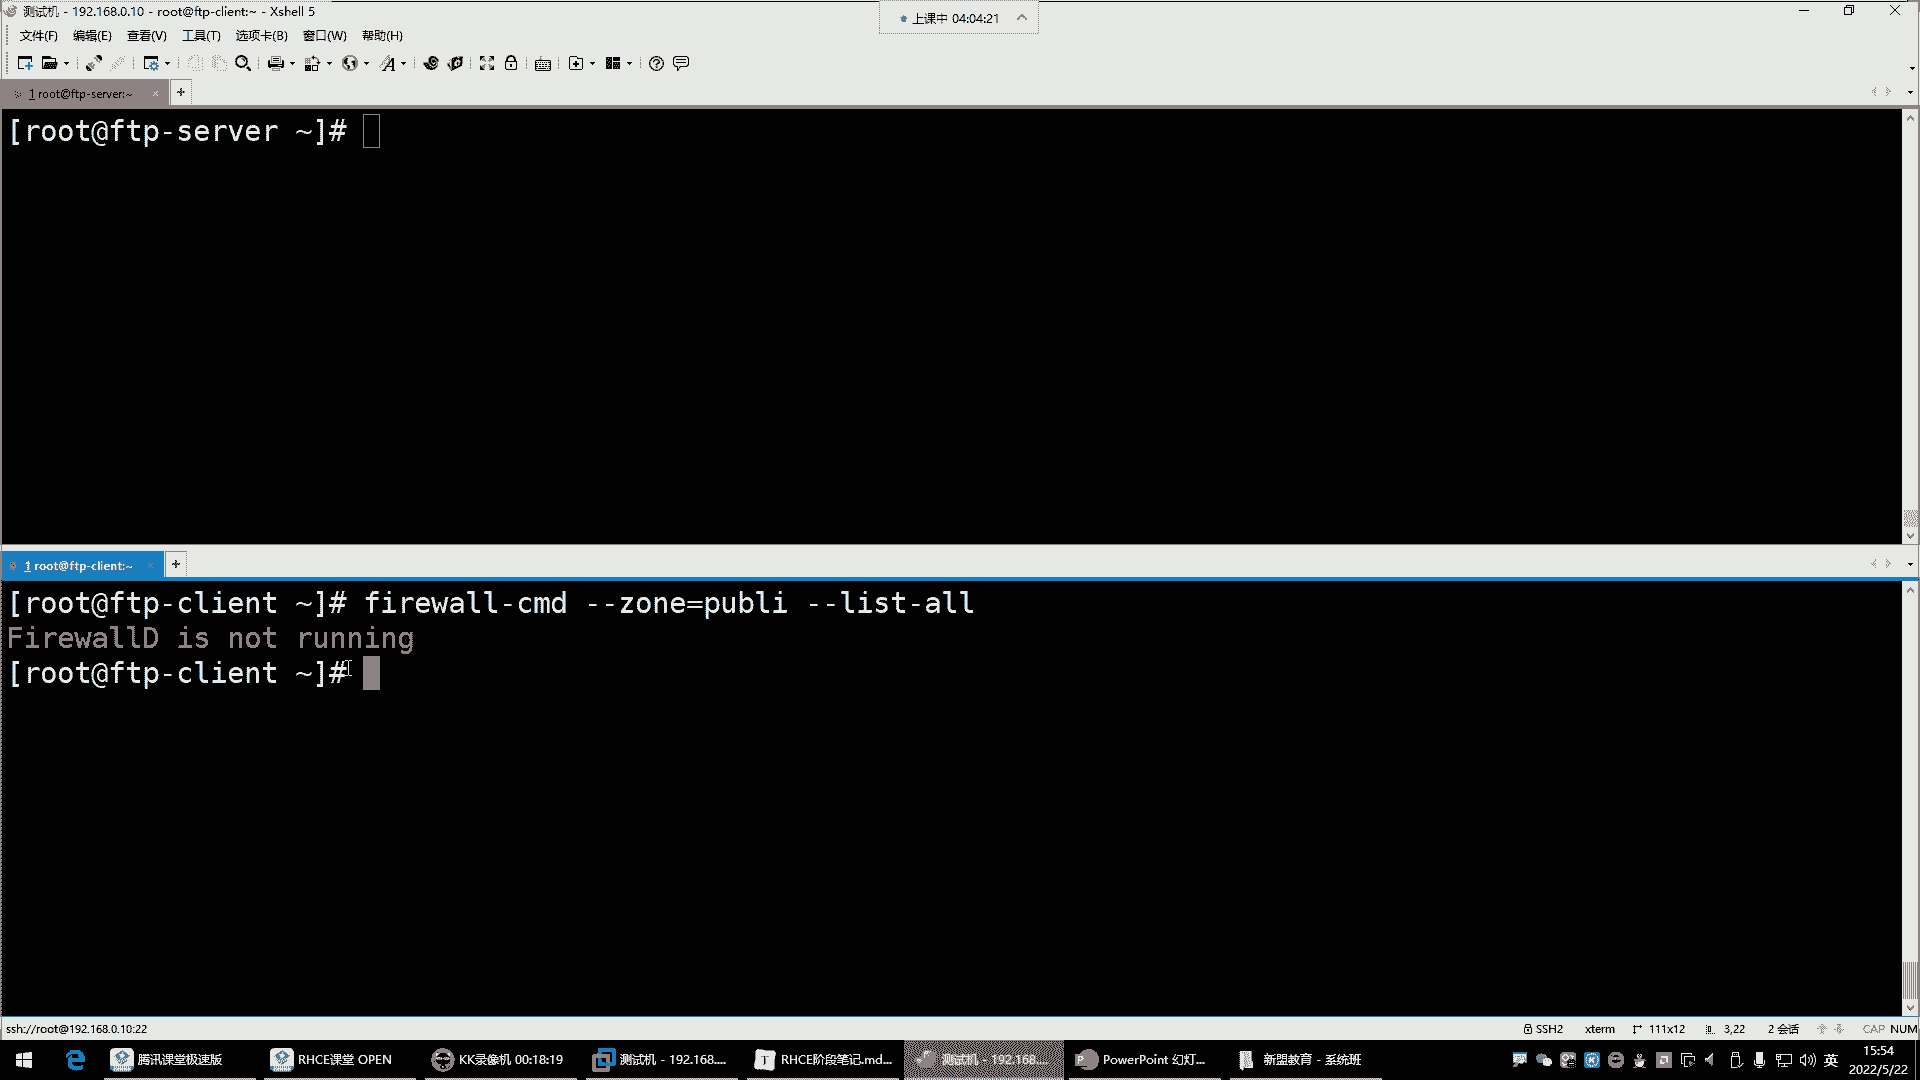 测试机 - 192.168.0.10 - root@ftp-client:~ - Xshell 5
上课中 04:04:21
文件(F) 编辑(E) 查看(V) 工具(T) 选项卡(B) 窗口(W) 帮助(H)
1 root@ftp-server:~
[root@ftp-server ~]#
1 root@ftp-client:~
[root@ftp-client ~]# firewall-cmd --zone=publi --list-all
FirewallD is not running
[root@ftp-client ~]#
ssh://root@192.168.0.10:22 SSH2 xterm 111x12 3,22 2 会话 CAP NUM
腾讯课堂极速版 RHCE课堂 OPEN KK录像机 00:18:19 测试机 - 192.168.... RHCE阶段笔记.md... 测试机 - 192.168.... PowerPoint 幻灯... 新盟教育 - 系统班 英 15:54
2022/5/22